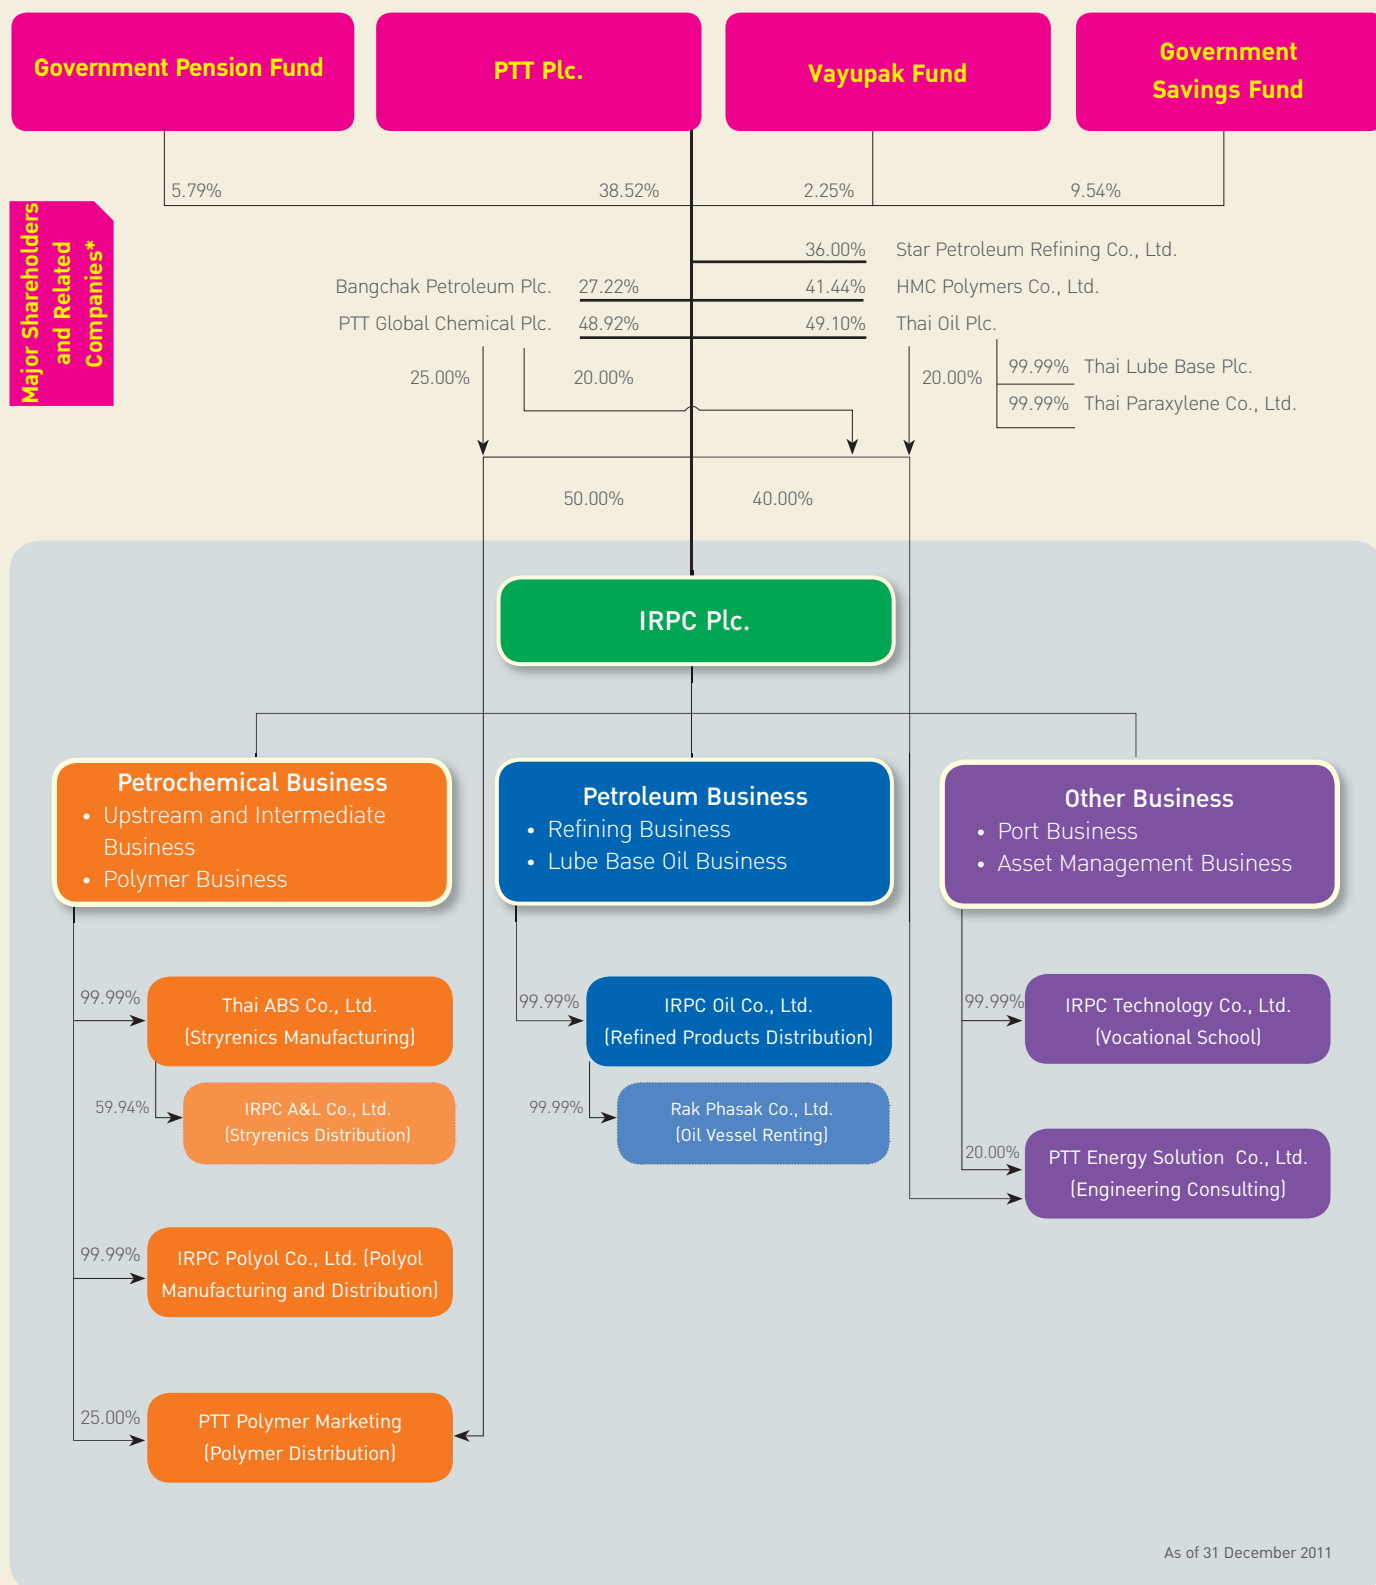 Government Pension Fund
PTT Plc.
Vayupak Fund
Government
Savings Fund
5.79%
38.52%
2.25%
9.54%
Major Shareholders
and Related
Companies*
36.00%
Star Petroleum Refining Co., Ltd.
Bangchak Petroleum Plc.
27.22%
41.44%
HMC Polymers Co., Ltd.
PTT Global Chemical Plc.
48.92%
49.10%
Thai Oil Plc.
25.00%
20.00%
20.00%
99.99%
Thai Lube Base Plc.
99.99%
Thai Paraxylene Co., Ltd.
50.00%
40.00%
IRPC Plc.
Petrochemical Business
• Upstream and Intermediate
Business
• Polymer Business
Petroleum Business
• Refining Business
• Lube Base Oil Business
Other Business
• Port Business
• Asset Management Business
99.99%
Thai ABS Co., Ltd.
(Stryrenics Manufacturing)
59.94%
IRPC A&L Co., Ltd.
(Stryrenics Distribution)
99.99%
IRPC Polyol Co., Ltd. (Polyol
Manufacturing and Distribution)
25.00%
PTT Polymer Marketing
(Polymer Distribution)
99.99%
IRPC Oil Co., Ltd.
(Refined Products Distribution)
99.99%
Rak Phasak Co., Ltd.
(Oil Vessel Renting)
99.99%
IRPC Technology Co., Ltd.
(Vocational School)
20.00%
PTT Energy Solution Co., Ltd.
(Engineering Consulting)
As of 31 December 2011